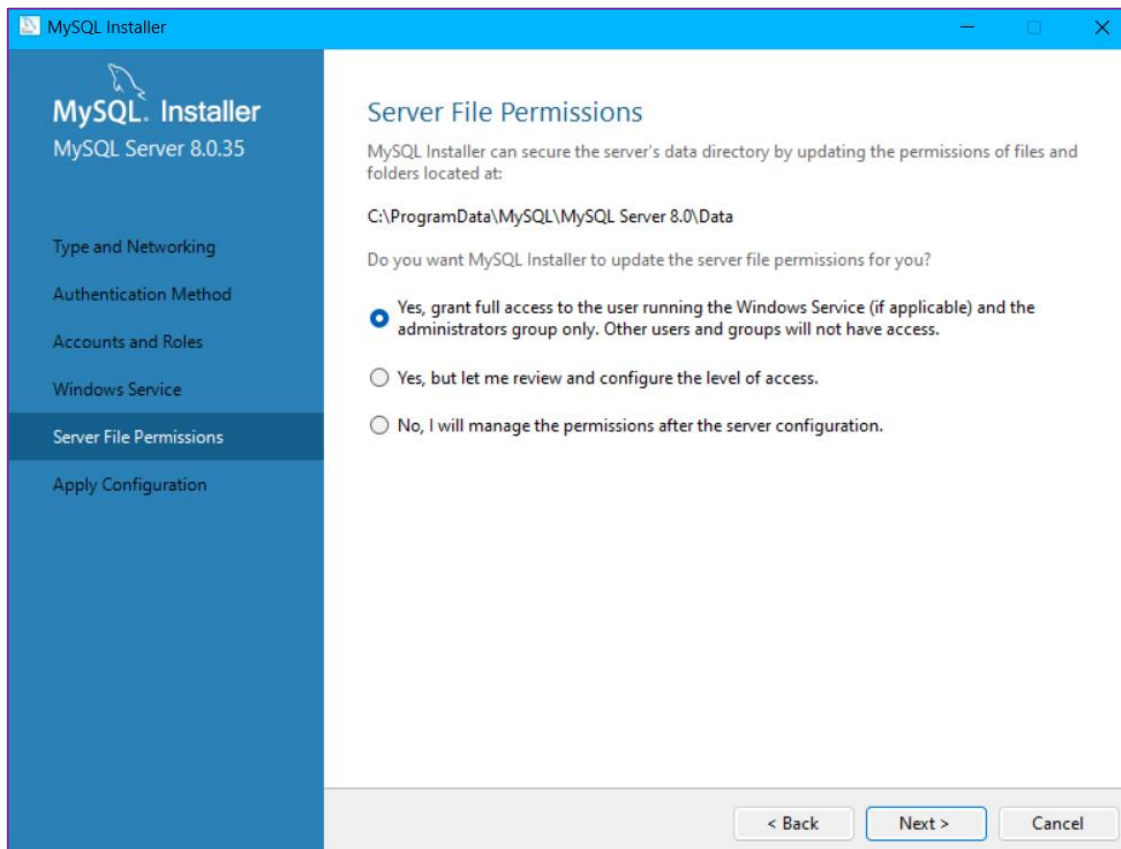 MySQL Installer
MySQL. Installer
MySQL Server 8.0.35
Type and Networking
Authentication Method
Accounts and Roles
Windows Service
Server File Permissions
Apply Configuration
Server File Permissions
MySQL Installer can secure the server's data directory by updating the permissions of files and
folders located at:
C:\ProgramData\MySQL\MySQL Server 8.0\Data
Do you want MySQL Installer to update the server file permissions for you?
Yes, grant full access to the user running the Windows Service (if applicable) and the
administrators group only. Other users and groups will not have access.
Yes, but let me review and configure the level of access.
No, I will manage the permissions after the server configuration.
< Back
Next >
Cancel